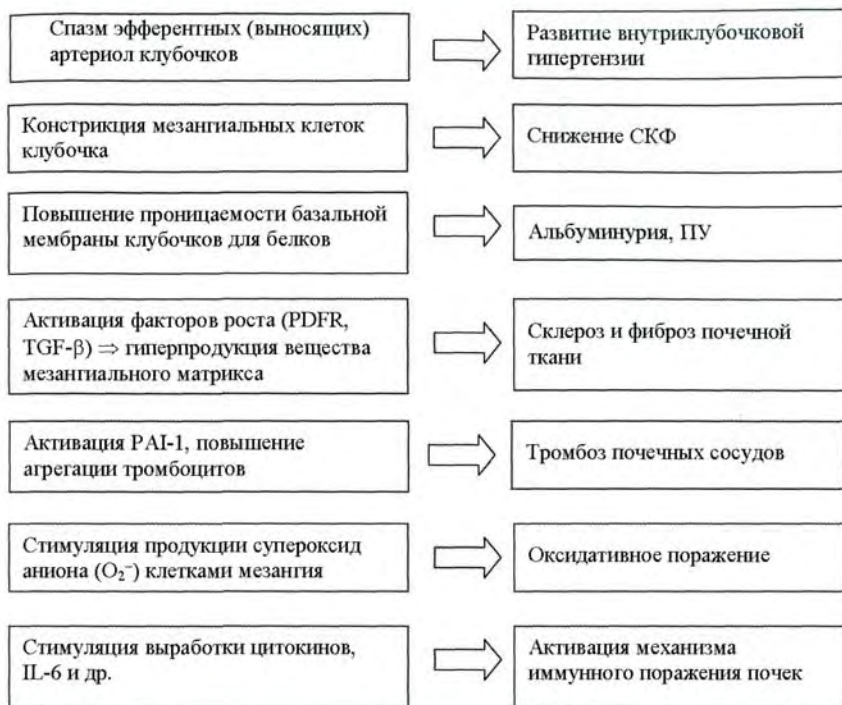 Спазм эфферентных (выносящих)
артериол клубочков
Развитие внутриклубочковой
гипертензии
Констрикция мезангиальных клеток
клубочка
Снижение СКФ
Повышение проницаемости базальной
мембраны клубочков для белков
Альбуминурия, ПУ
Активация факторов роста (PDFR,
TGF-β) ⇒ гиперпродукция вещества
мезангиального матрикса
Склероз и фиброз почечной
ткани
Активация PAI-1, повышение
агрегации тромбоцитов
Тромбоз почечных сосудов
Стимуляция продукции супероксид
аниона (O₂⁻) клетками мезангия
Оксидативное поражение
Стимуляция выработки цитокинов,
IL-6 и др.
Активация механизма
иммунного поражения почек